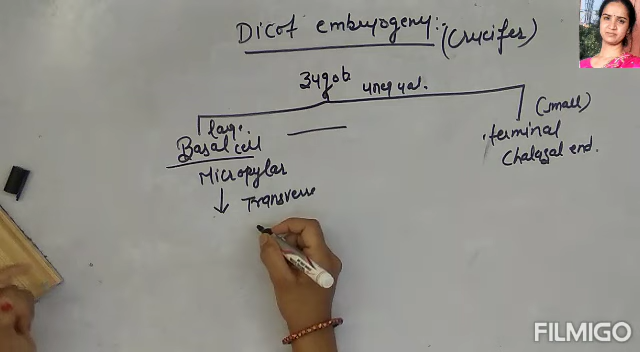 Dicot embryogeny: (Crucifer)
Zygote
unequal.
large.
Basal cell
(small)
terminal
Chalazal end.
Micropylar
↓ Transverse
FILMIGO